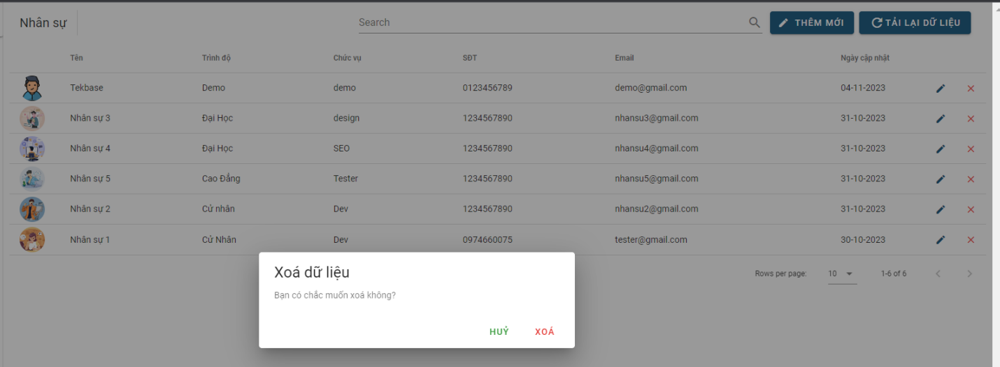 Nhân sự Search THÊM MỚI TẢI LẠI DỮ LIỆU
Tên Trình độ Chức vụ SĐT Email Ngày cập nhật
Tekbase Demo demo 0123456789 demo@gmail.com 04-11-2023
Nhân sự 3 Đại Học design 1234567890 nhansu3@gmail.com 31-10-2023
Nhân sự 4 Đại Học SEO 1234567890 nhansu4@gmail.com 31-10-2023
Nhân sự 5 Cao Đẳng Tester 1234567890 nhansu5@gmail.com 31-10-2023
Nhân sự 2 Cử nhân Dev 1234567890 nhansu2@gmail.com 31-10-2023
Nhân sự 1 Cử Nhân Dev 0974660075 tester@gmail.com 30-10-2023
Rows per page: 10 1-6 of 6
Xoá dữ liệu
Bạn có chắc muốn xoá không?
HUỶ XOÁ